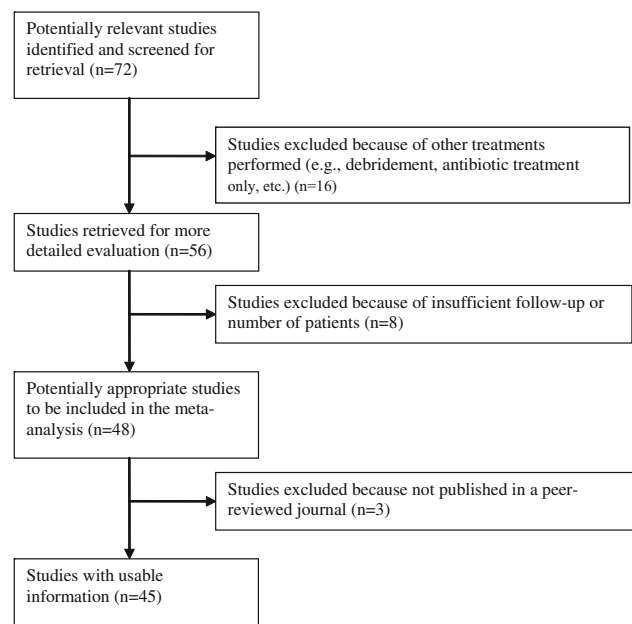 Potentially relevant studies
identified and screened for
retrieval (n=72)
Studies excluded because of other treatments
performed (e.g., debridement, antibiotic treatment
only, etc.) (n=16)
Studies retrieved for more
detailed evaluation (n=56)
Studies excluded because of insufficient follow-up or
number of patients (n=8)
Potentially appropriate studies
to be included in the meta-
analysis (n=48)
Studies excluded because not published in a peer-
reviewed journal (n=3)
Studies with usable
information (n=45)